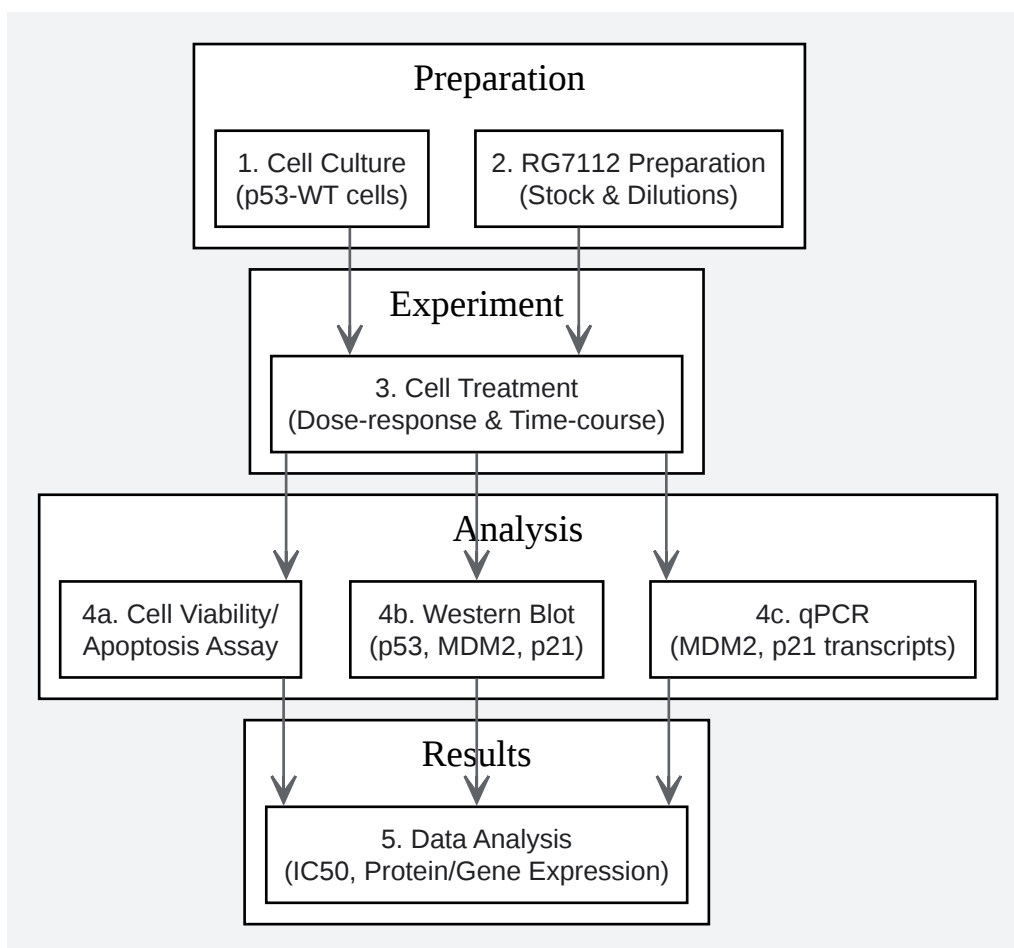 Preparation
1. Cell Culture
(p53-WT cells)
2. RG7112 Preparation
(Stock & Dilutions)
Experiment
3. Cell Treatment
(Dose-response & Time-course)
Analysis
4a. Cell Viability/
Apoptosis Assay
4b. Western Blot
(p53, MDM2, p21)
4c. qPCR
(MDM2, p21 transcripts)
Results
5. Data Analysis
(IC50, Protein/Gene Expression)